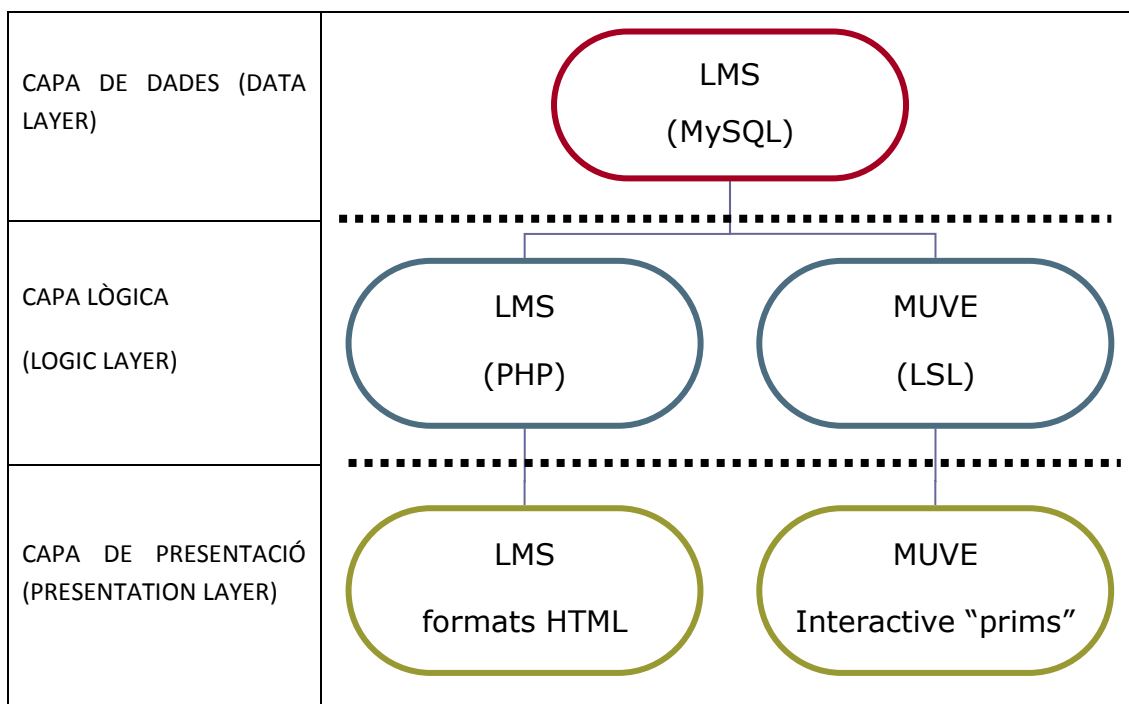 CAPA DE DADES (DATA
LAYER)
LMS
(MySQL)
CAPA LÒGICA
(LOGIC LAYER)
LMS
(PHP)
MUVE
(LSL)
CAPA DE PRESENTACIÓ
(PRESENTATION LAYER)
LMS
formats HTML
MUVE
Interactive “prims”